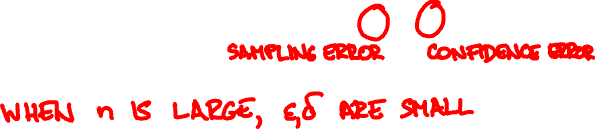 SAMPLING ERROR CONFIDENCE ERROR
WHEN n IS LARGE, ε,δ ARE SMALL